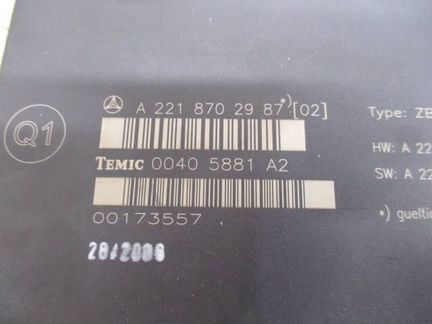 A 221 870 29 87 *) [02]
Q1
TEMIC 0040 5881 A2
00173557
28/2008
Type: ZB
HW: A 22
SW: A 22
*) gueltig